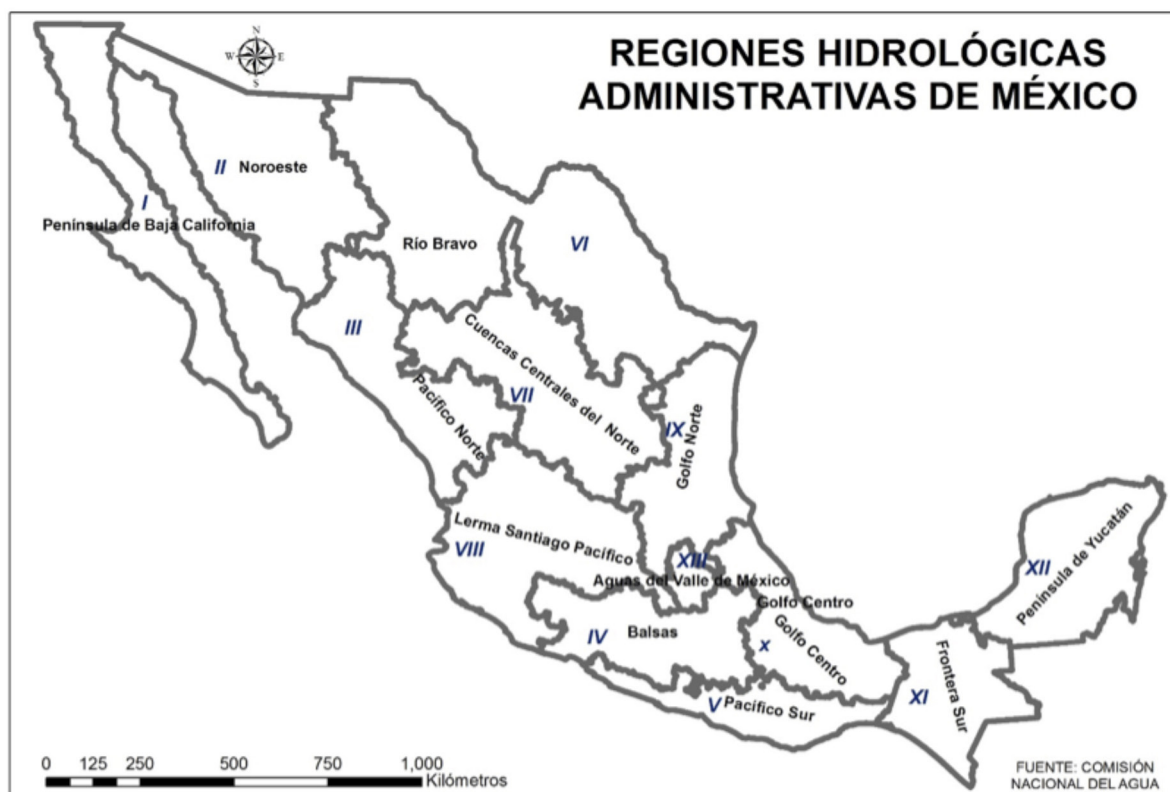 REGIONES HIDROLÓGICAS
ADMINISTRATIVAS DE MÉXICO
N
W E
S
II Noroeste
I
Península de Baja California
Río Bravo
VI
III
Cuencas Centrales del Norte
VII
Pacífico Norte
IX
Golfo Norte
Lerma Santiago Pacífico
VIII
XIII
Aguas del Valle de México
XII
Península de Yucatán
Golfo Centro
IV
Balsas
x
Golfo Centro
V
Pacífico Sur
XI
Frontera Sur
0 125 250 500 750 1,000
Kilómetros
FUENTE: COMISIÓN
NACIONAL DEL AGUA